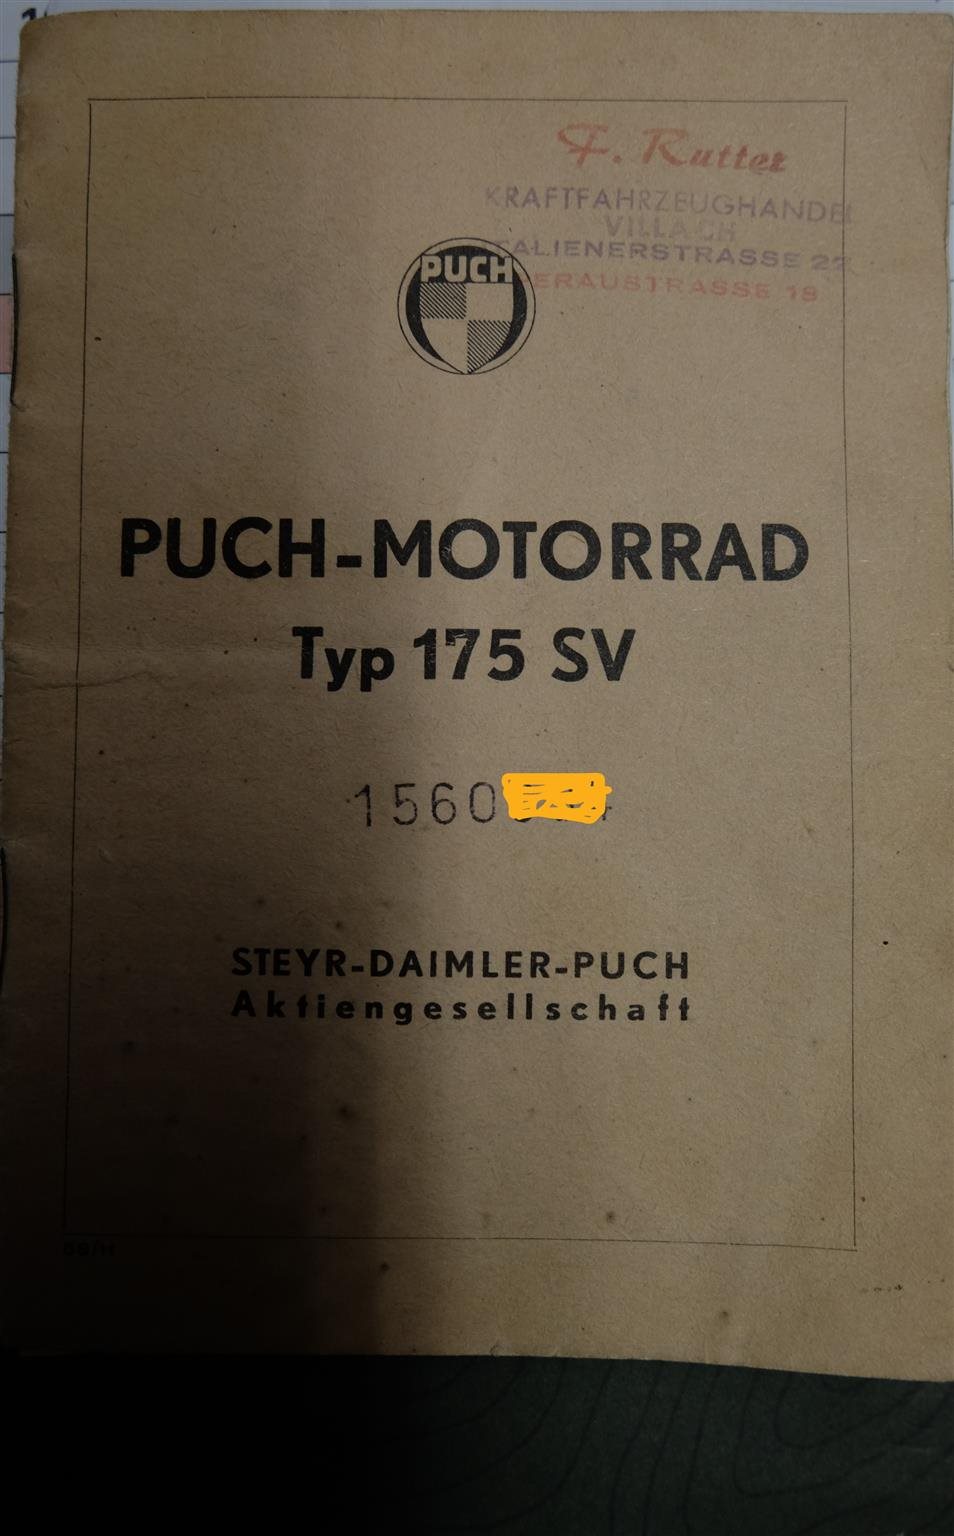 F. Rutter
KRAFTFAHRZEUGHANDEL
VILLACH
ITALIENERSTRASSE 22
PUCH
PUCH-MOTORRAD
Typ 175 SV
1560
STEYR-DAIMLER-PUCH
Aktiengesellschaft